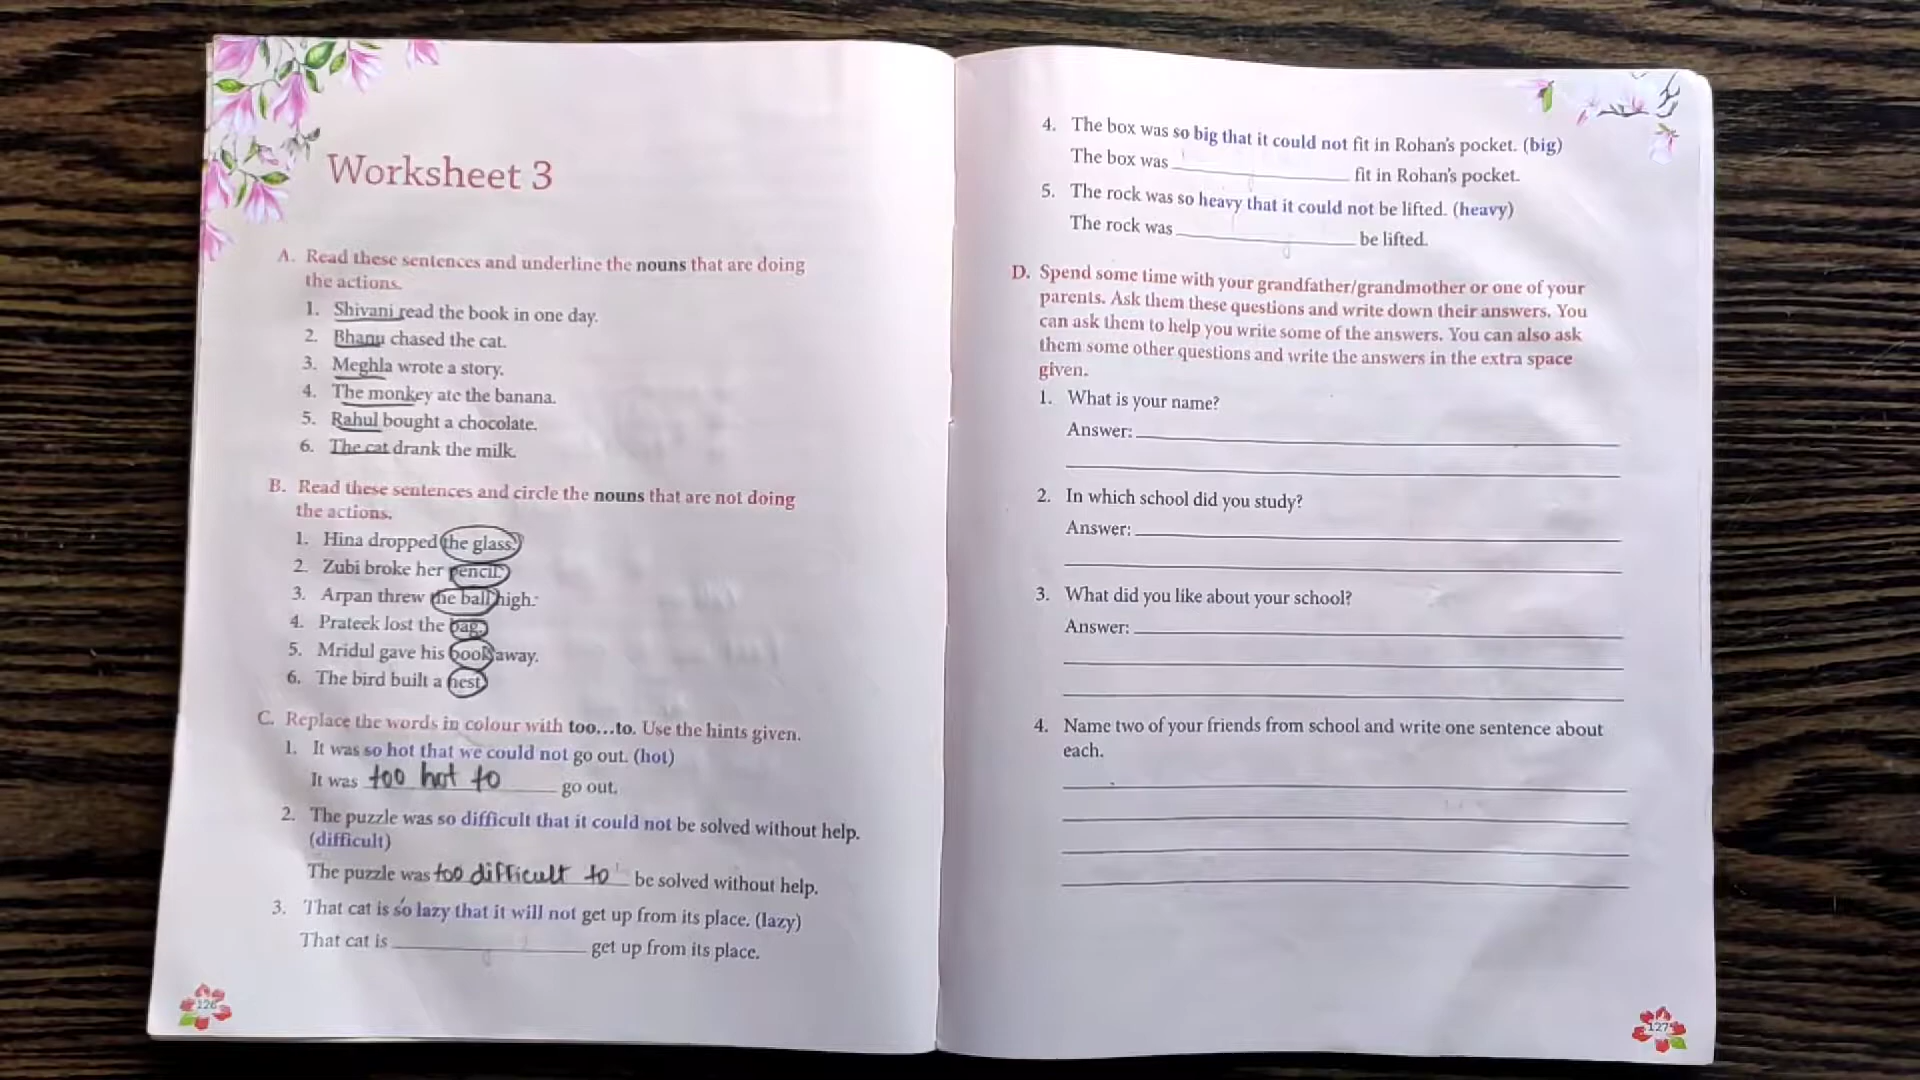 Worksheet 3
A. Read these sentences and underline the nouns that are doing
the actions.
1. Shivani read the book in one day.
2. Bhanu chased the cat.
3. Meghla wrote a story.
4. The monkey ate the banana.
5. Rahul bought a chocolate.
6. The cat drank the milk.
B. Read these sentences and circle the nouns that are not doing
the actions.
1. Hina dropped the glass.
2. Zubi broke her pencil.
3. Arpan threw the ball high.
4. Prateek lost the bag.
5. Mridul gave his book away.
6. The bird built a nest.
C. Replace the words in colour with too...to. Use the hints given.
1. It was so hot that we could not go out. (hot)
It was too hot to go out.
2. The puzzle was so difficult that it could not be solved without help.
(difficult)
The puzzle was too difficult to be solved without help.
3. That cat is so lazy that it will not get up from its place. (lazy)
That cat is ____ get up from its place.
126
4. The box was so big that it could not fit in Rohan's pocket. (big)
The box was ____ fit in Rohan's pocket.
5. The rock was so heavy that it could not be lifted. (heavy)
The rock was ____ be lifted.
D. Spend some time with your grandfather/grandmother or one of your
parents. Ask them these questions and write down their answers. You
can ask them to help you write some of the answers. You can also ask
them some other questions and write the answers in the extra space
given.
1. What is your name?
Answer:
2. In which school did you study?
Answer:
3. What did you like about your school?
Answer:
4. Name two of your friends from school and write one sentence about
each.
127